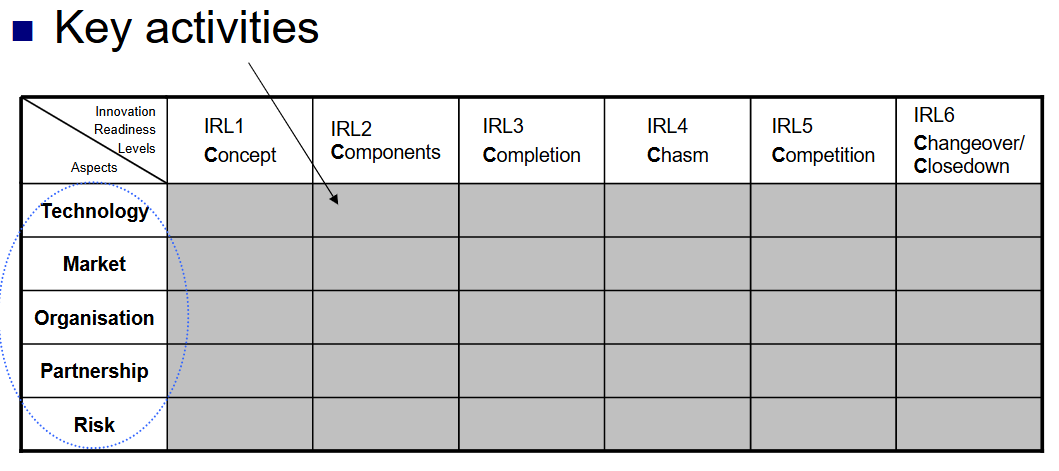 Key activities
Innovation
Readiness
Levels
Aspects
IRL1
Concept
IRL2
Components
IRL3
Completion
IRL4
Chasm
IRL5
Competition
IRL6
Changeover/
Closedown
Technology
Market
Organisation
Partnership
Risk